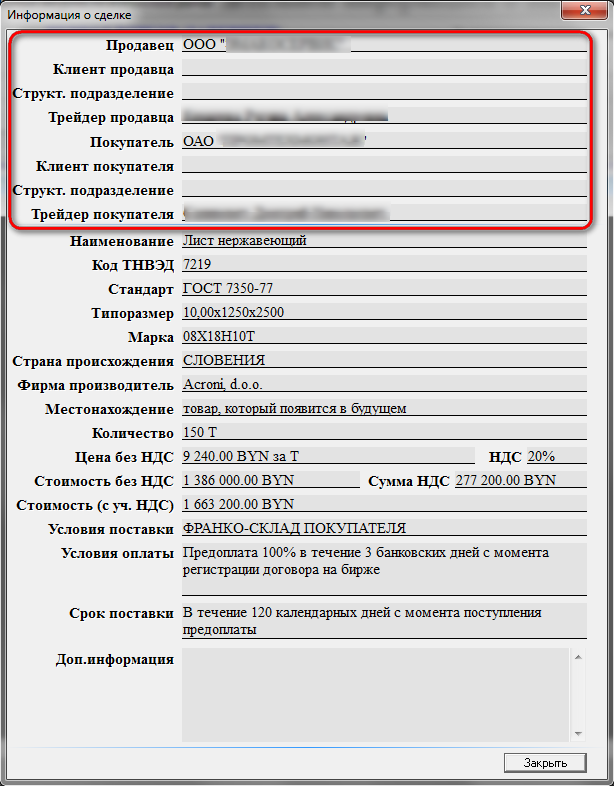 Информация о сделке
Продавец ООО "
Клиент продавца
Структ. подразделение
Трейдер продавца
Покупатель ОАО "
Клиент покупателя
Структ. подразделение
Трейдер покупателя
Наименование Лист нержавеющий
Код ТНВЭД 7219
Стандарт ГОСТ 7350-77
Типоразмер 10,00х1250х2500
Марка 08Х18Н10Т
Страна происхождения СЛОВЕНИЯ
Фирма производитель Acroni, d.o.o.
Местонахождение товар, который появится в будущем
Количество 150 Т
Цена без НДС 9 240.00 BYN за Т НДС 20%
Стоимость без НДС 1 386 000.00 BYN Сумма НДС 277 200.00 BYN
Стоимость (с уч. НДС) 1 663 200.00 BYN
Условия поставки ФРАНКО-СКЛАД ПОКУПАТЕЛЯ
Условия оплаты Предоплата 100% в течение 3 банковских дней с момента
регистрации договора на бирже
Срок поставки В течение 120 календарных дней с момента поступления
предоплаты
Доп.информация
Закрыть